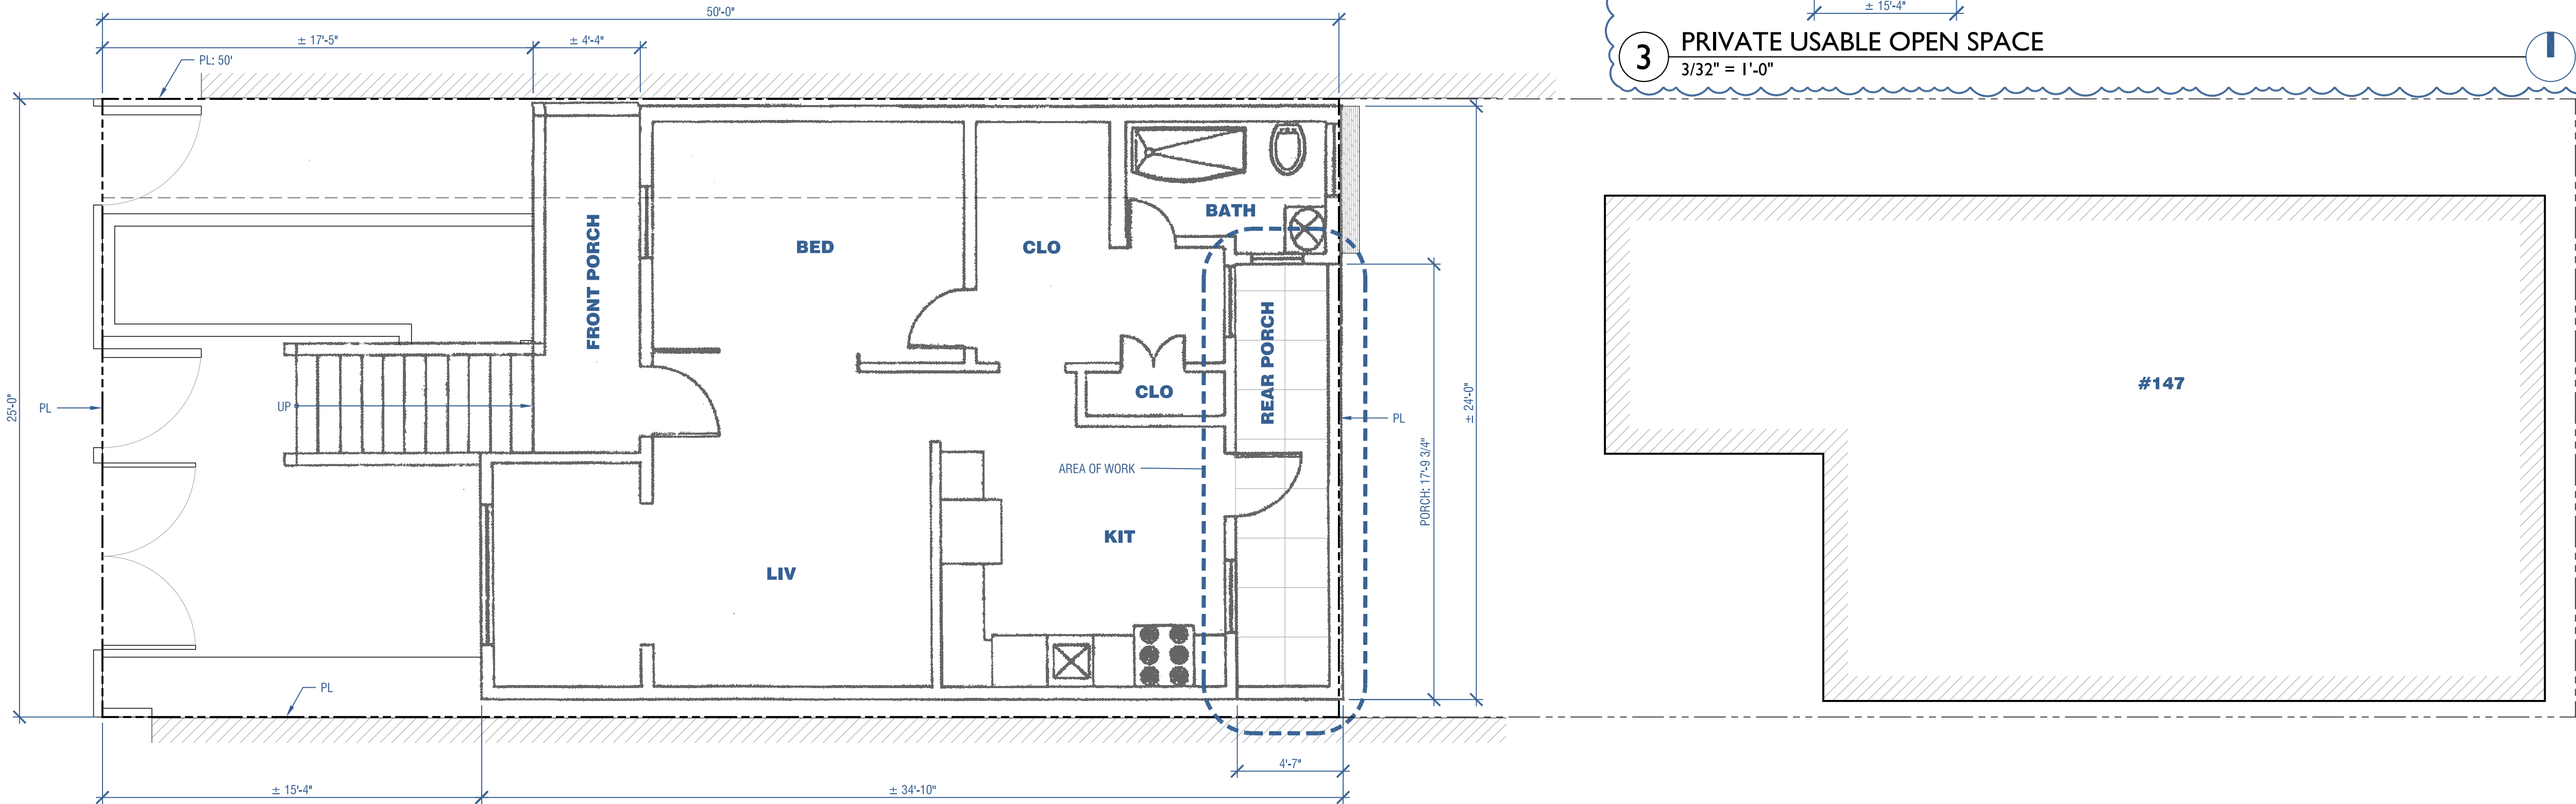 50'-0"
± 15'-4"
± 17'-5"
± 4'-4"
3
PRIVATE USABLE OPEN SPACE
3/32" = 1'-0"
PL: 50'
BATH
FRONT PORCH
BED
CLO
REAR PORCH
#147
CLO
25'-0"
PL
UP
± 24'-0"
PL
AREA OF WORK
PORCH: 17'-9 3/4"
KIT
LIV
PL
4'-7"
± 15'-4"
± 34'-10"